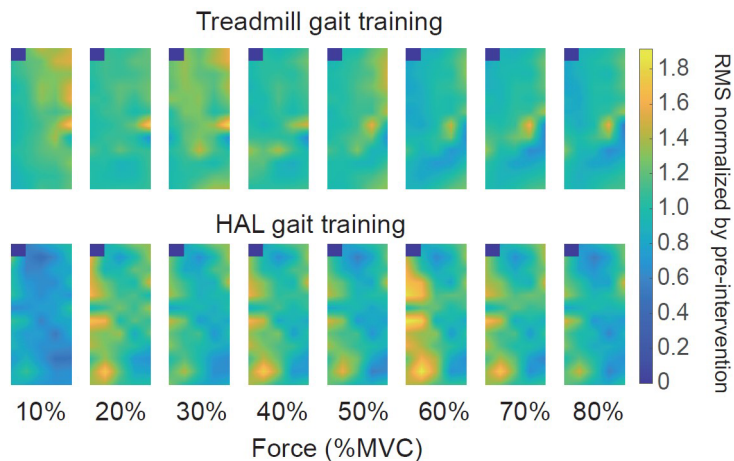 Treadmill gait training
HAL gait training
10% 20% 30% 40% 50% 60% 70% 80%
Force (%MVC)
1.8
1.6
1.4
1.2
1.0
0.8
0.6
0.4
0.2
0
RMS normalized by pre-intervention